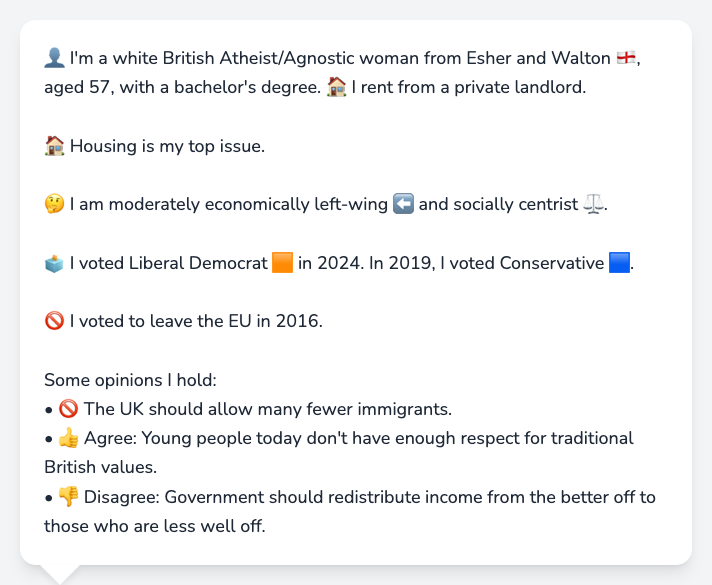 👤 I'm a white British Atheist/Agnostic woman from Esher and Walton 🏴󠁧󠁢󠁥󠁮󠁧󠁿,
aged 57, with a bachelor's degree. 🏠 I rent from a private landlord.
🏠 Housing is my top issue.
🤔 I am moderately economically left-wing ⬅️ and socially centrist ⚖️.
🗳️ I voted Liberal Democrat 🟧 in 2024. In 2019, I voted Conservative 🟦.
🚫 I voted to leave the EU in 2016.
Some opinions I hold:
• 🚫 The UK should allow many fewer immigrants.
• 👍 Agree: Young people today don't have enough respect for traditional
British values.
• 👎 Disagree: Government should redistribute income from the better off to
those who are less well off.